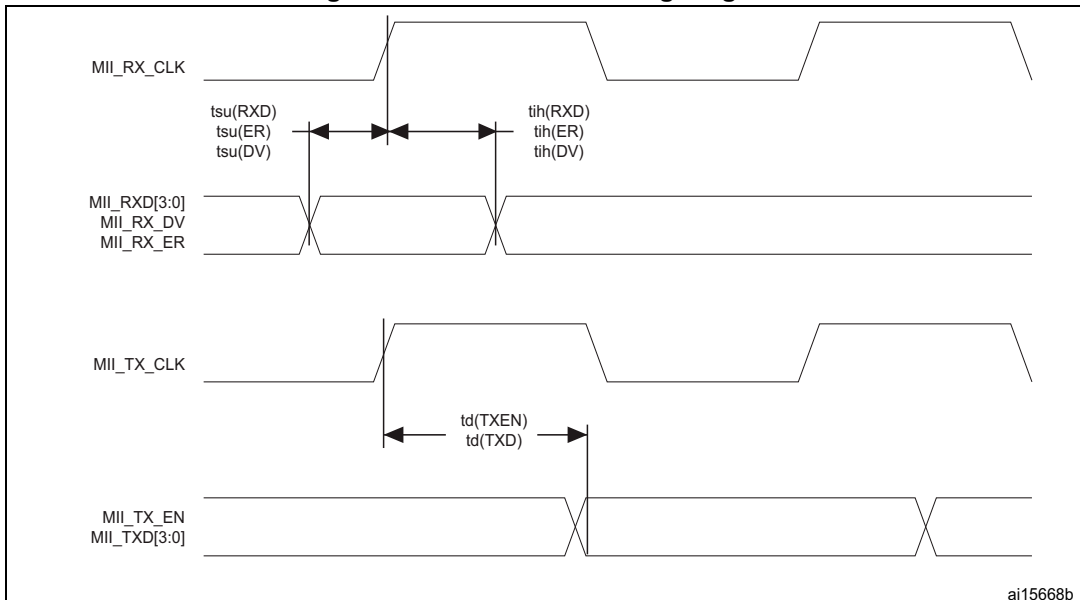 MII_RX_CLK
tsu(RXD)
tsu(ER)
tsu(DV)
tih(RXD)
tih(ER)
tih(DV)
MII_RXD[3:0]
MII_RX_DV
MII_RX_ER
MII_TX_CLK
td(TXEN)
td(TXD)
MII_TX_EN
MII_TXD[3:0]
ai15668b